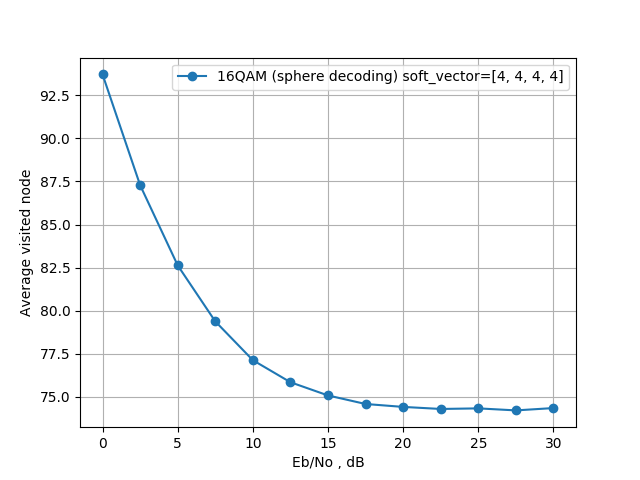 16QAM (sphere decoding) soft_vector=[4, 4, 4, 4]
92.5
90.0
87.5
85.0
82.5
80.0
77.5
75.0
Average visited node
0 5 10 15 20 25 30
Eb/No , dB